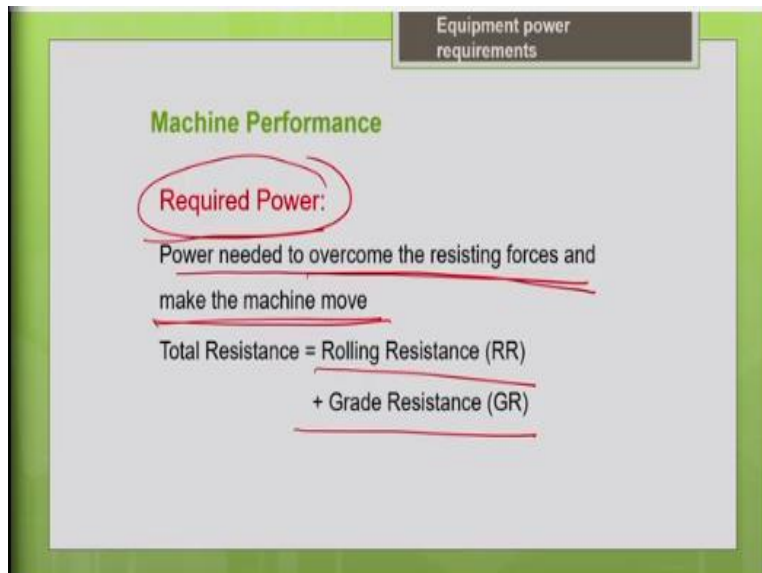 Equipment power
requirements
Machine Performance
Required Power:
Power needed to overcome the resisting forces and
make the machine move
Total Resistance = Rolling Resistance (RR)
+ Grade Resistance (GR)